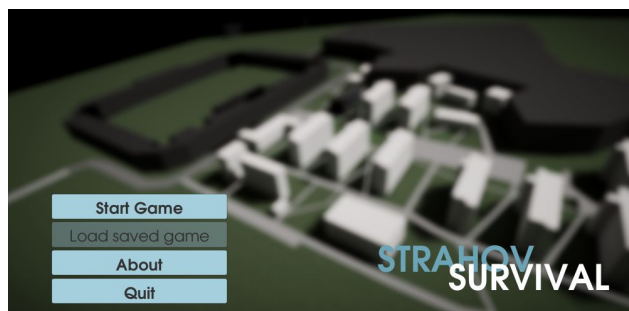 Start Game
Load saved game
About
Quit
STRAHOV
SURVIVAL